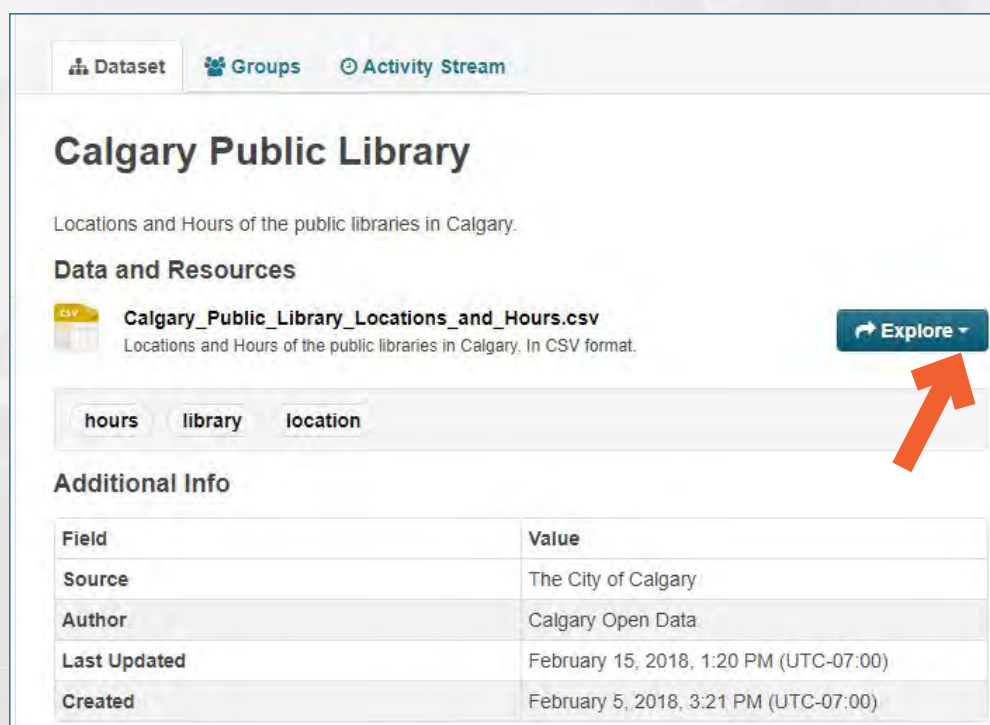 Dataset Groups Activity Stream
Calgary Public Library
Locations and Hours of the public libraries in Calgary.
Data and Resources
CSV
Calgary_Public_Library_Locations_and_Hours.csv
Explore
Locations and Hours of the public libraries in Calgary. In CSV format.
hours library location
Additional Info
Field Value
Source The City of Calgary
Author Calgary Open Data
Last Updated February 15, 2018, 1:20 PM (UTC-07:00)
Created February 5, 2018, 3:21 PM (UTC-07:00)